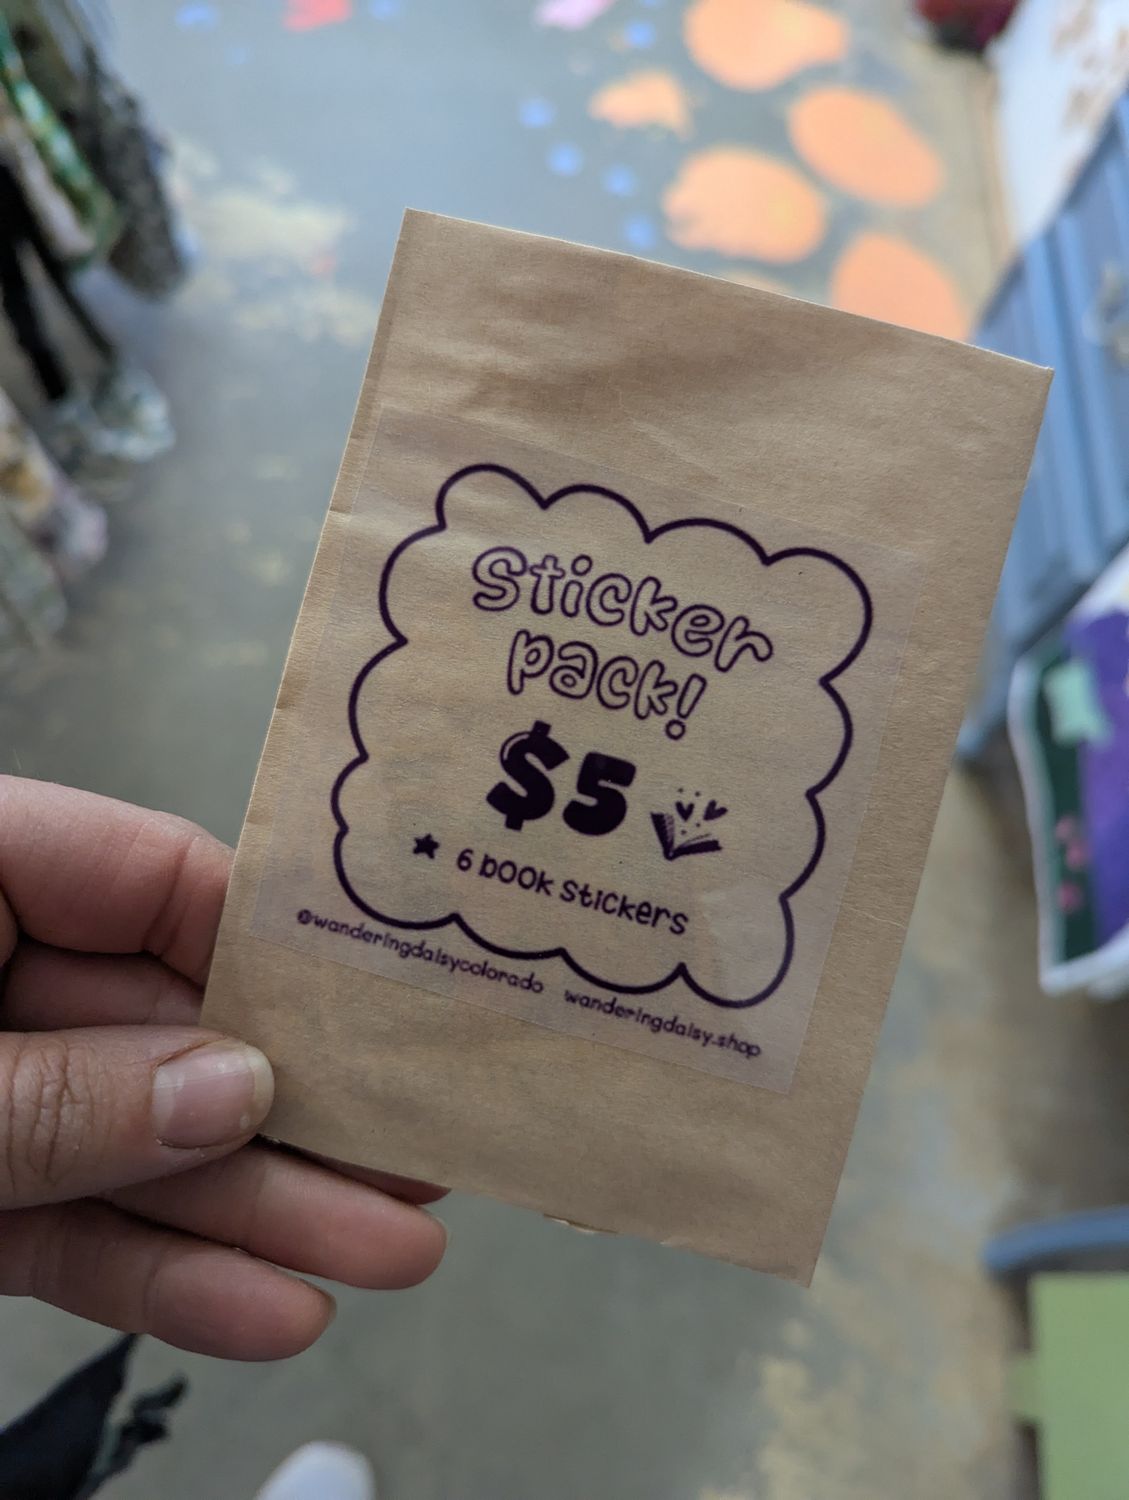 Sticker
pack!
$5
6 book stickers
@wanderingdaisycolorado wanderingdaisy.shop